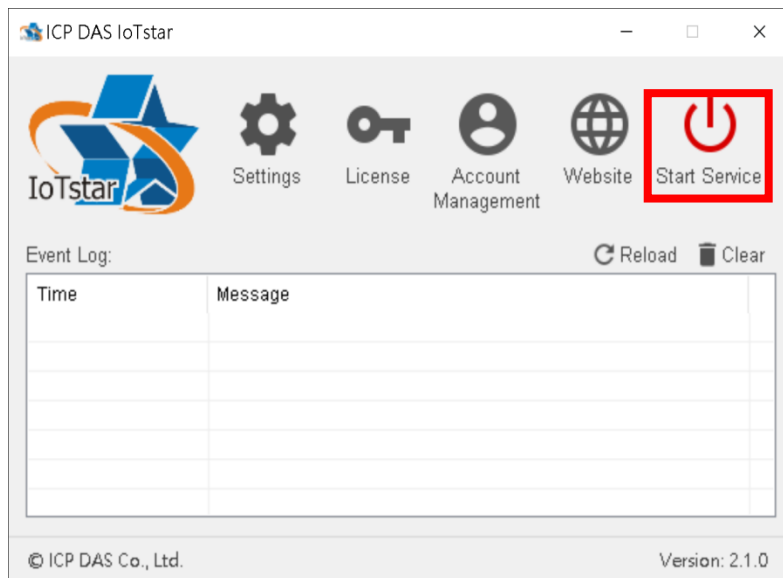 ICP DAS IoTstar
IoTstar
Settings
License
Account
Management
Website
Start Service
Event Log:
Reload
Clear
Time
Message
© ICP DAS Co., Ltd.
Version: 2.1.0